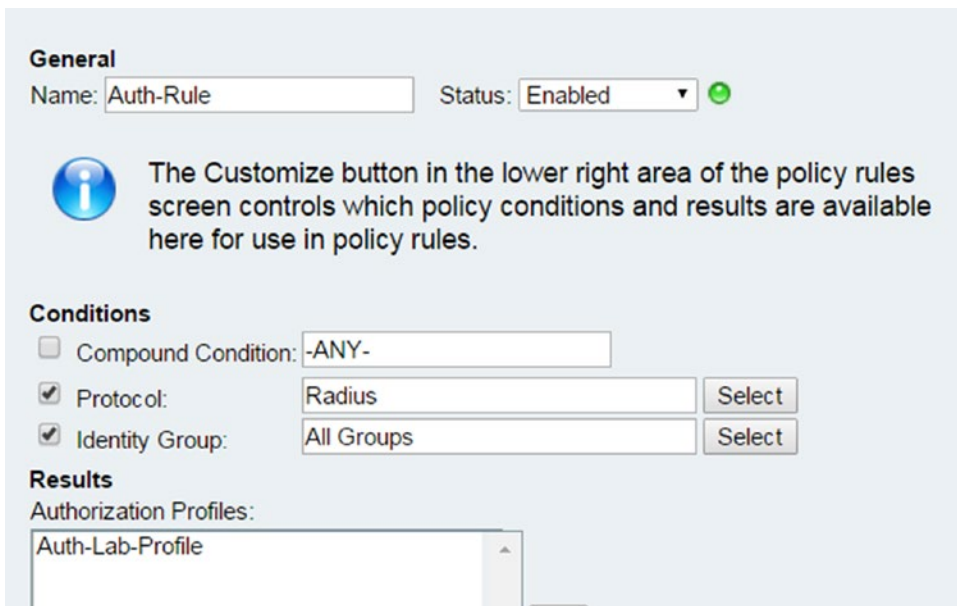 General
Name: Auth-Rule Status: Enabled
The Customize button in the lower right area of the policy rules
screen controls which policy conditions and results are available
here for use in policy rules.
Conditions
Compound Condition: -ANY-
Protocol: Radius Select
Identity Group: All Groups Select
Results
Authorization Profiles:
Auth-Lab-Profile